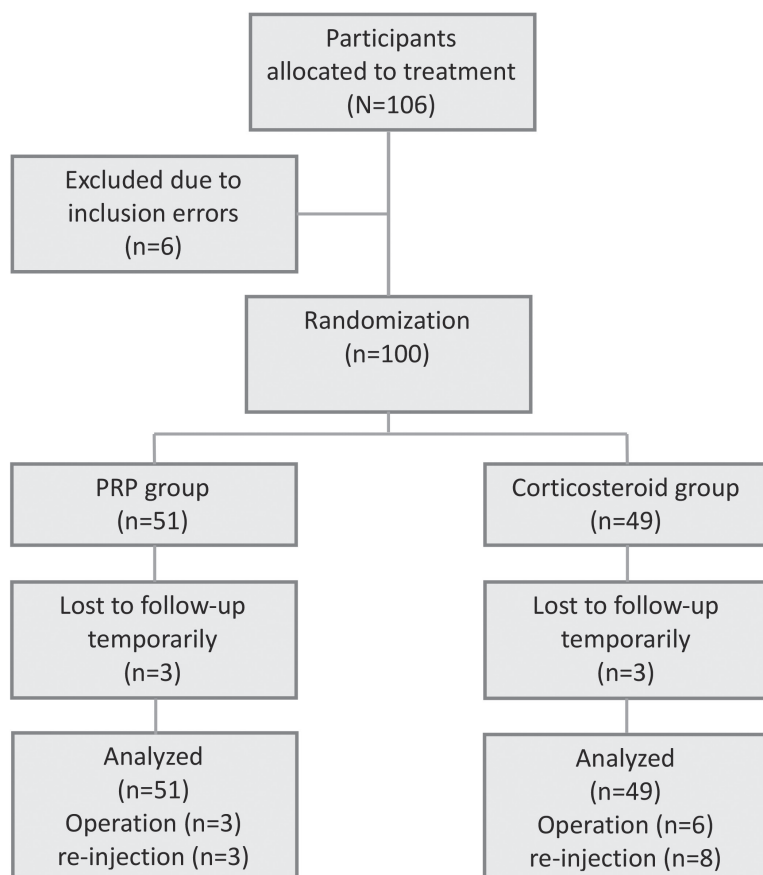 Participants
allocated to treatment
(N=106)
Excluded due to
inclusion errors
(n=6)
Randomization
(n=100)
PRP group
(n=51)
Corticosteroid group
(n=49)
Lost to follow-up
temporarily
(n=3)
Lost to follow-up
temporarily
(n=3)
Analyzed
(n=51)
Operation (n=3)
re-injection (n=3)
Analyzed
(n=49)
Operation (n=6)
re-injection (n=8)